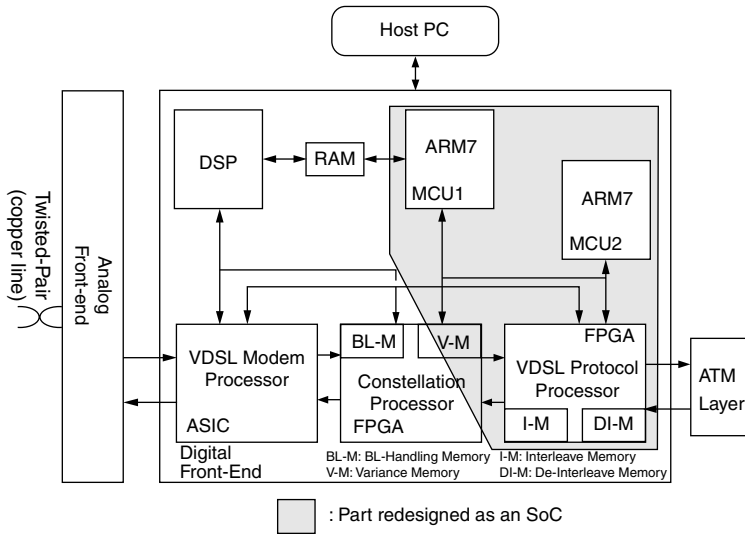 Host PC
DSP
RAM
ARM7
MCU1
ARM7
MCU2
Twisted-Pair
(copper line)
Analog
Front-end
VDSL Modem
Processor
ASIC
BL-M
V-M
Constellation
Processor
FPGA
FPGA
VDSL Protocol
Processor
I-M
DI-M
ATM
Layer
Digital
Front-End
BL-M: BL-Handling Memory
V-M: Variance Memory
I-M: Interleave Memory
DI-M: De-Interleave Memory
: Part redesigned as an SoC